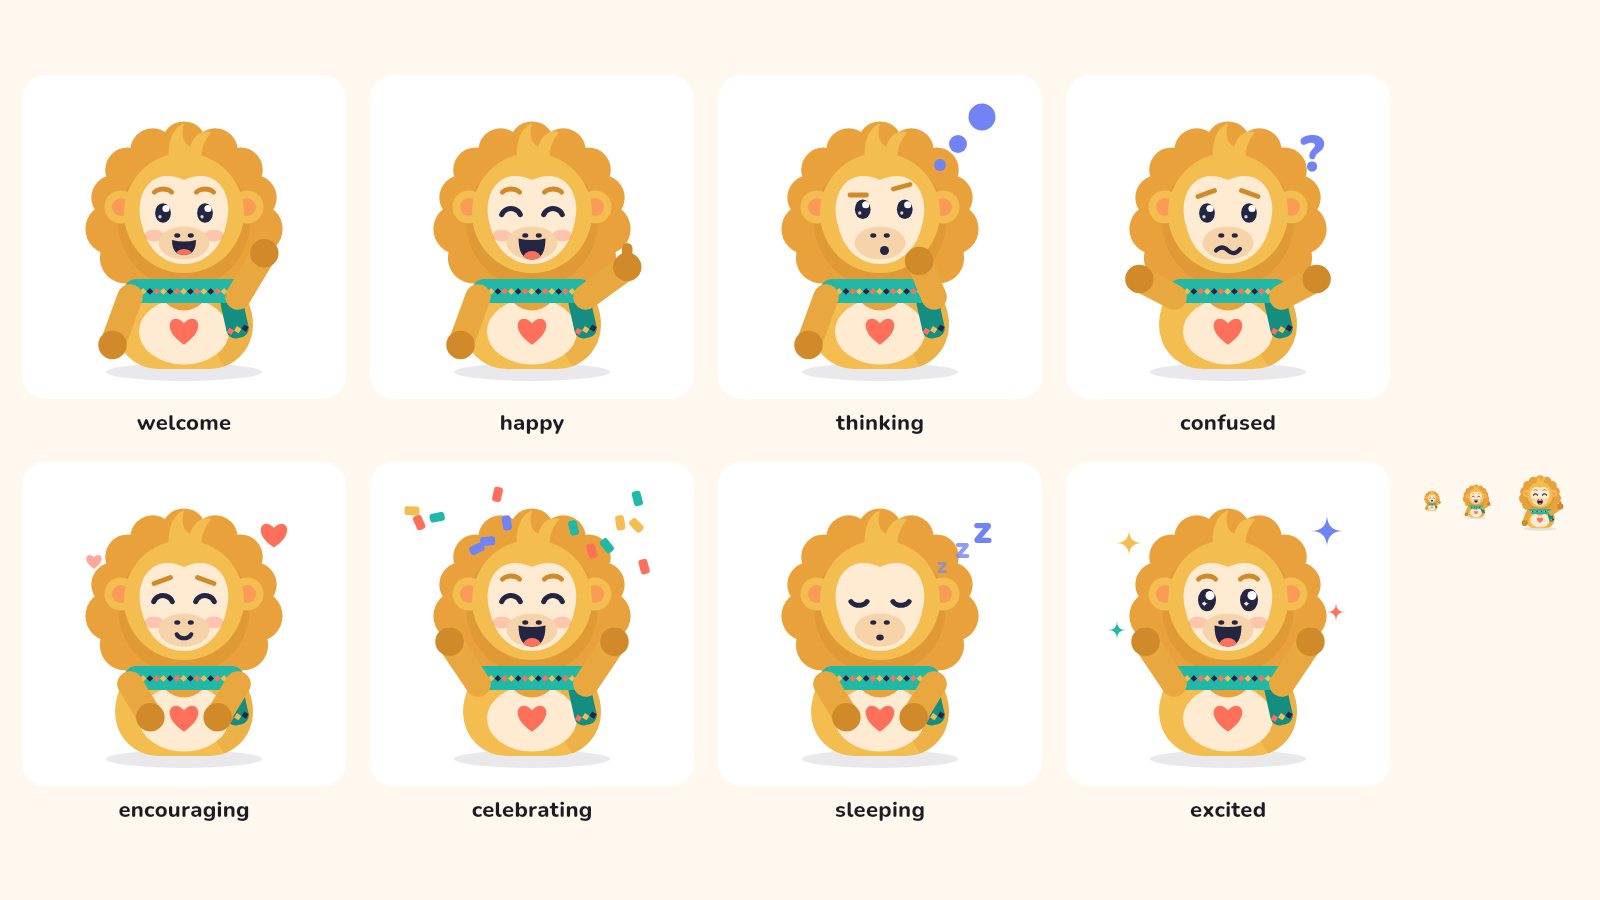 ?
welcome
happy
thinking
confused
z
z
z
encouraging
celebrating
sleeping
excited